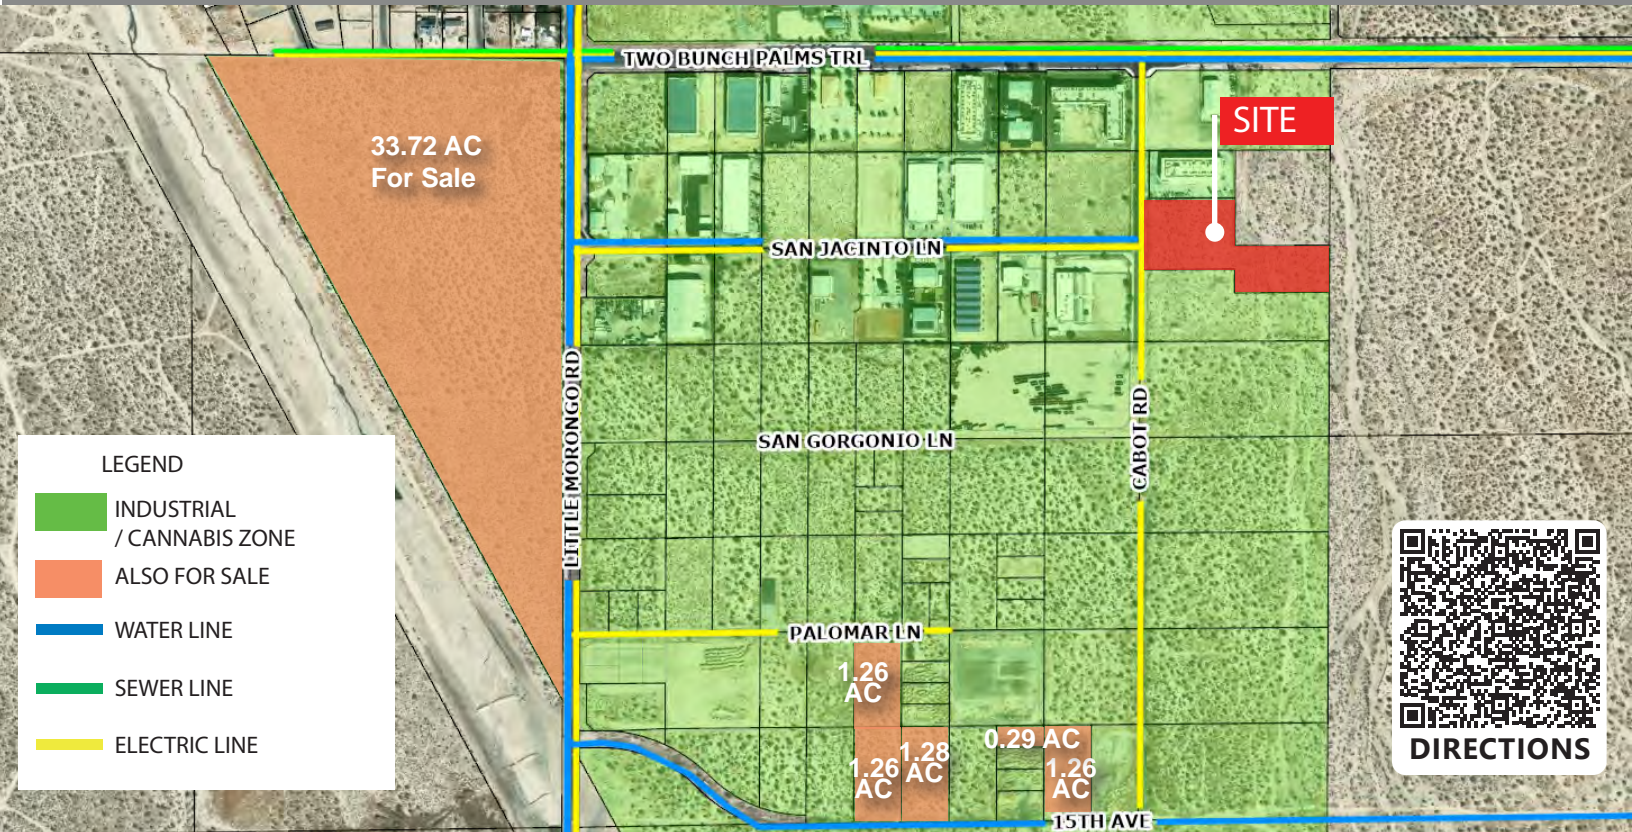 TWO BUNCH PALMS TRL
SITE
33.72 AC
For Sale
SAN JACINTO LN
LITTLE MORONGO RD
CABOT RD
SAN GORGONIO LN
LEGEND
INDUSTRIAL
/ CANNABIS ZONE
ALSO FOR SALE
WATER LINE
SEWER LINE
ELECTRIC LINE
PALOMAR LN
1.26
AC
1.26
AC
1.28
AC
0.29 AC
1.26
AC
DIRECTIONS
15TH AVE